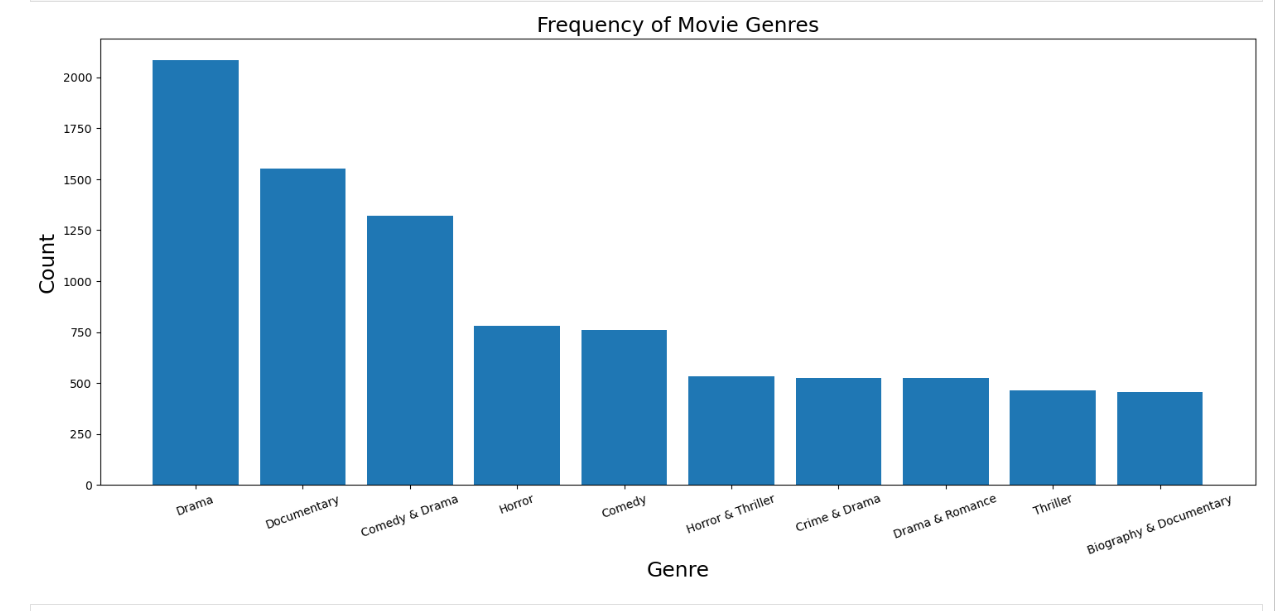 Frequency of Movie Genres
2000
1750
1500
1250
1000
750
500
250
0
Count
Drama
Documentary
Comedy & Drama
Horror
Comedy
Horror & Thriller
Crime & Drama
Drama & Romance
Thriller
Biography & Documentary
Genre